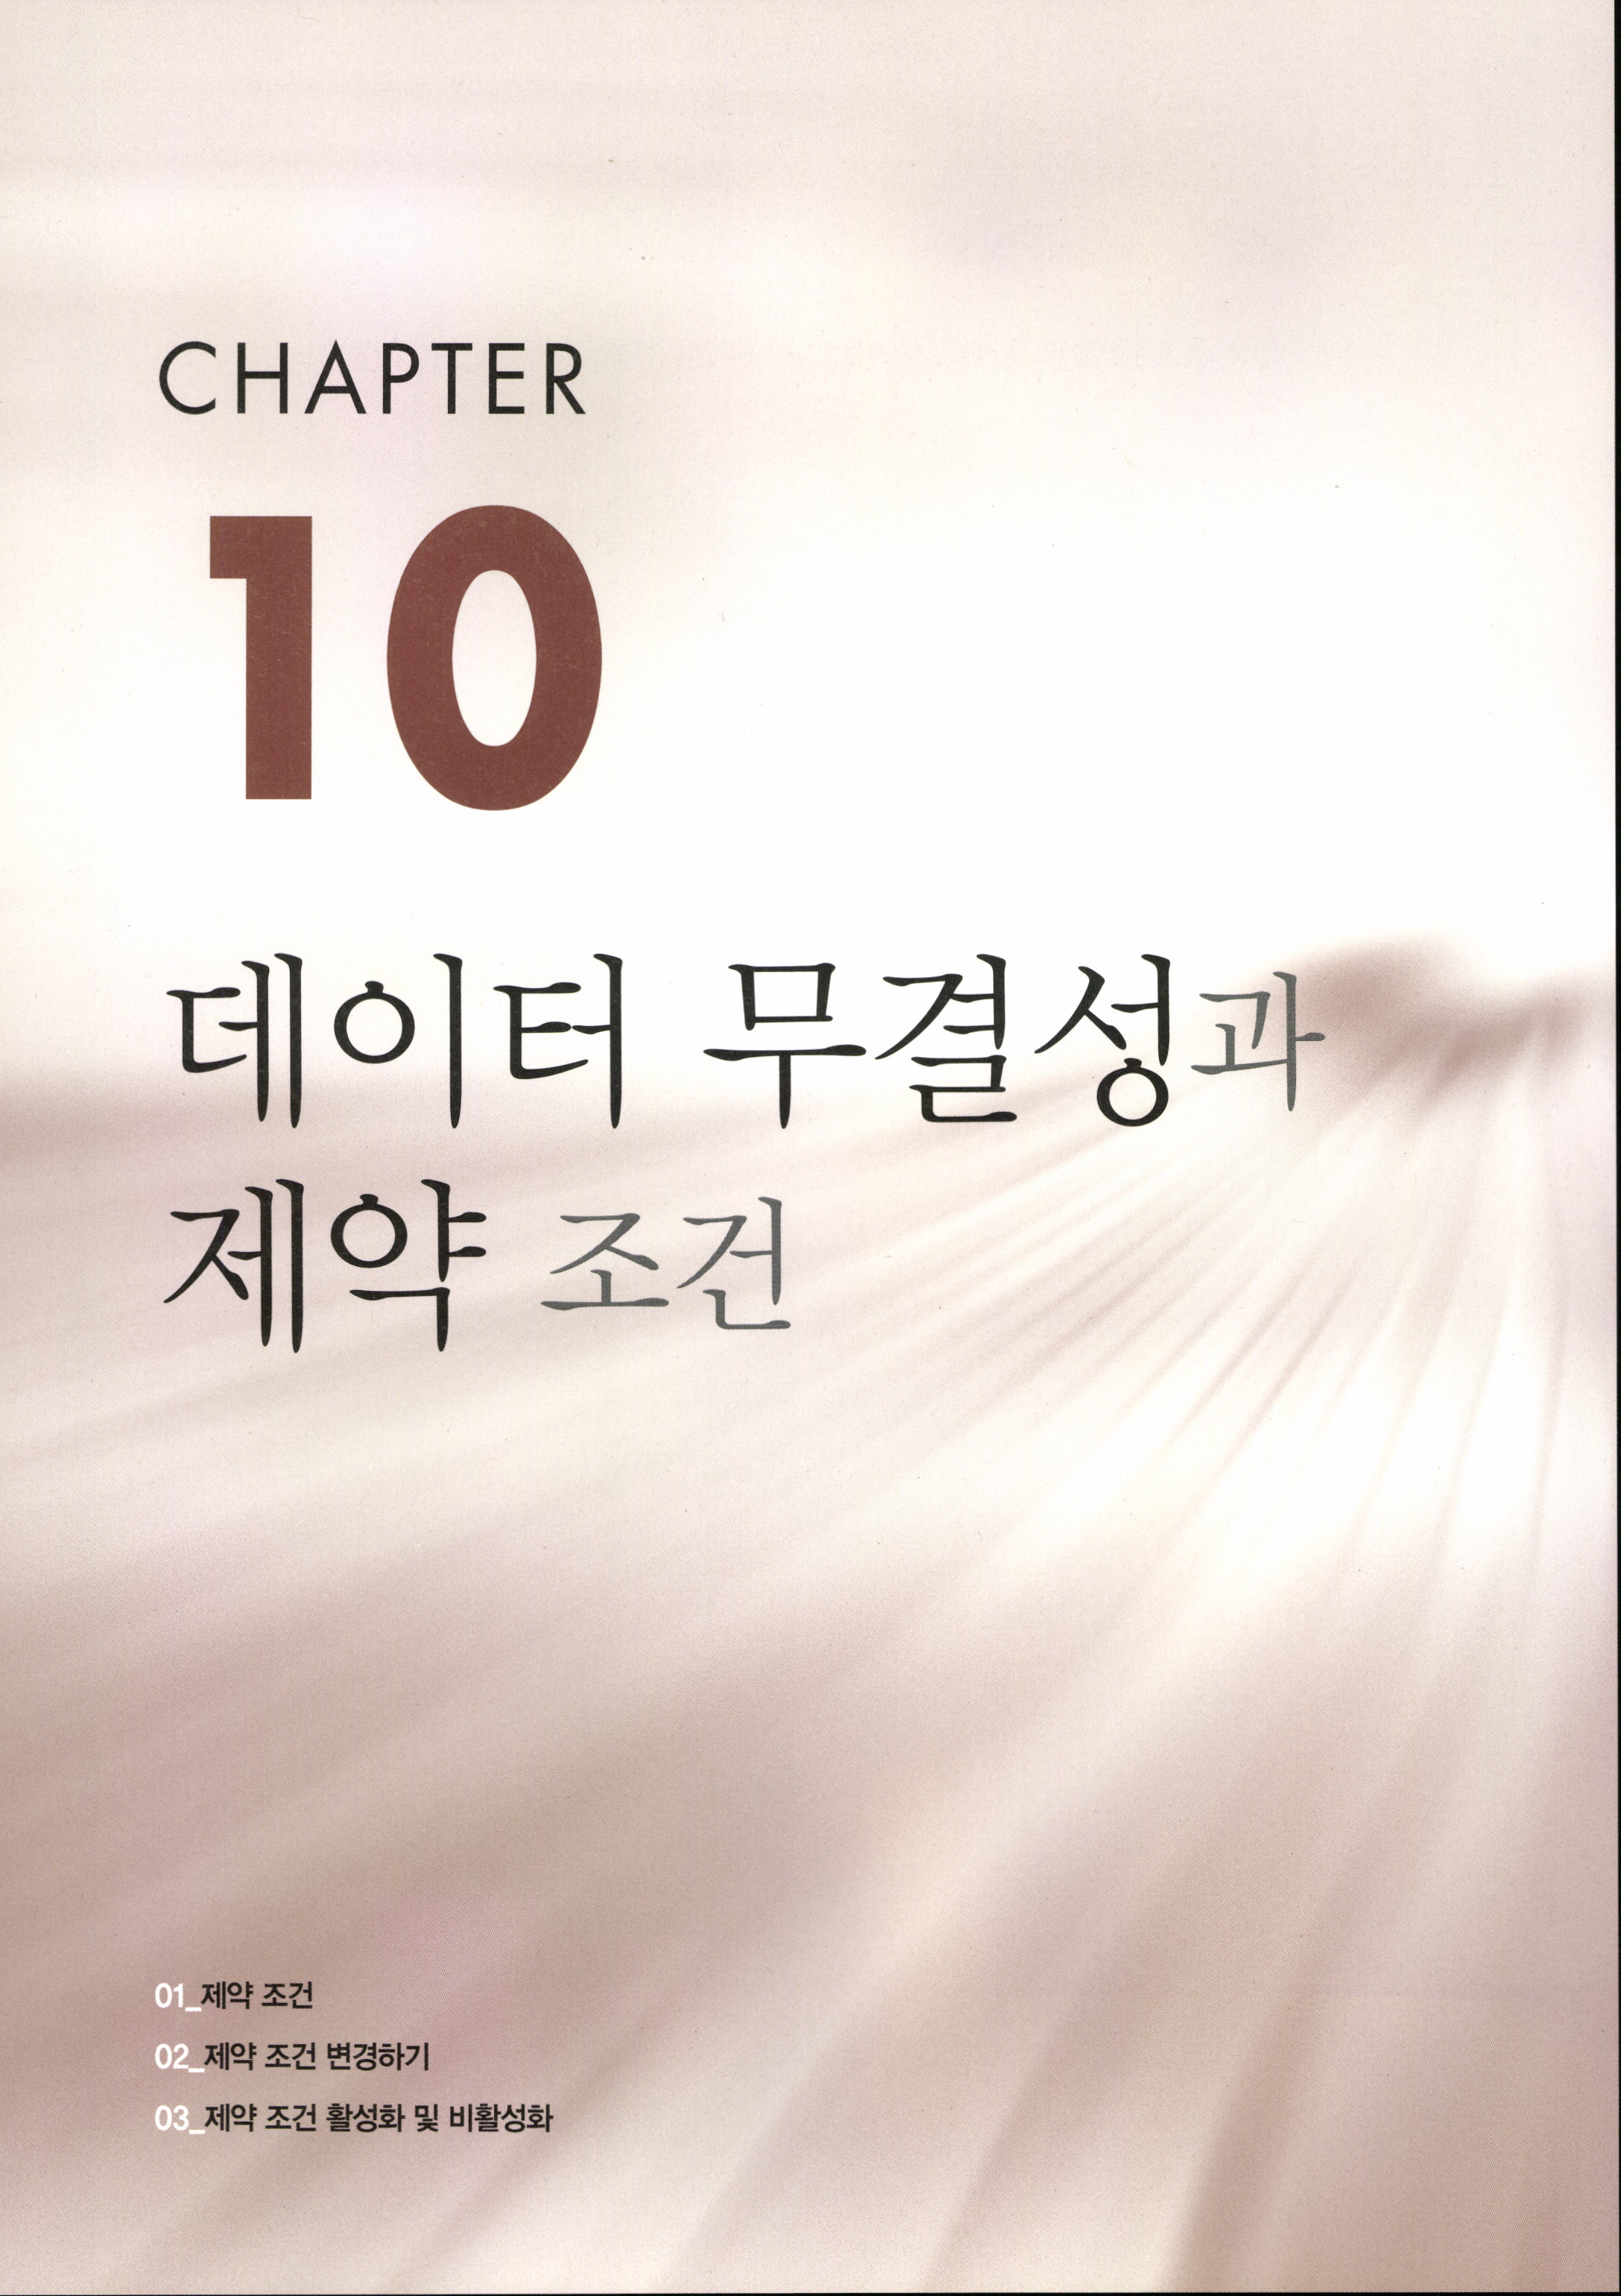 CHAPTER
10
데이터 무결성과
제약 조건
01_제약 조건
02_제약 조건 변경하기
03_제약 조건 활성화 및 비활성화